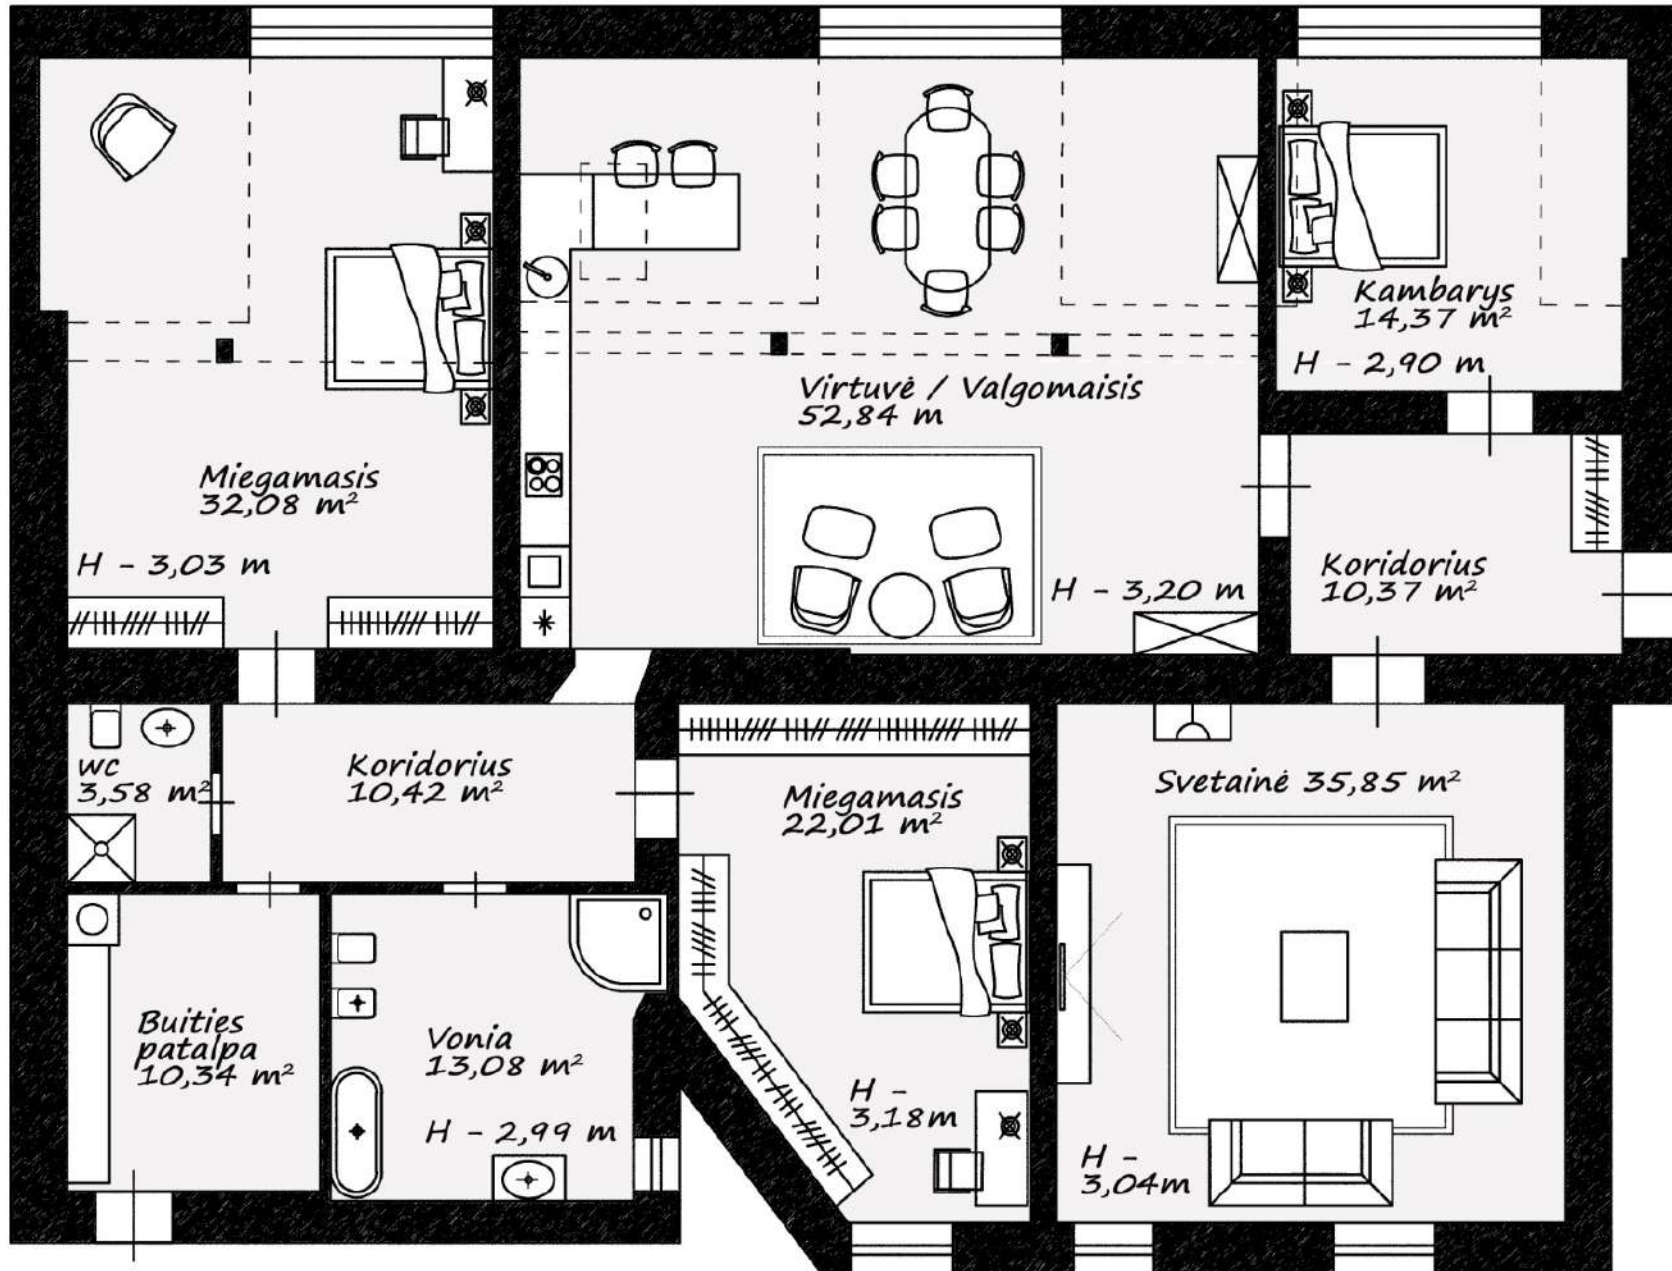 Kambarys
14,37 m²
H - 2,90 m
Virtuvė / Valgomaisis
52,84 m
H - 3,20 m
Miegamasis
32,08 m²
H - 3,03 m
Koridorius
10,37 m²
wc
3,58 m²
Koridorius
10,42 m²
Miegamasis
22,01 m²
H -
3,18m
Svetainė 35,85 m²
H -
3,04m
Buities
patalpa
10,34 m²
Vonia
13,08 m²
H - 2,99 m